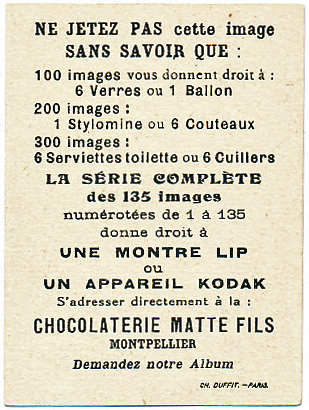 NE JETEZ PAS cette image
SANS SAVOIR QUE :
100 images vous donnent droit à :
6 Verres ou 1 Ballon
200 images :
1 Stylomine ou 6 Couteaux
300 images :
6 Serviettes toilette ou 6 Cuillers
LA SÉRIE COMPLÈTE
des 135 images
numérotées de 1 à 135
donne droit à
UNE MONTRE LIP
ou
UN APPAREIL KODAK
S'adresser directement à la :
CHOCOLATERIE MATTE FILS
MONTPELLIER
Demandez notre Album
CH. DUFFIT. — PARIS.